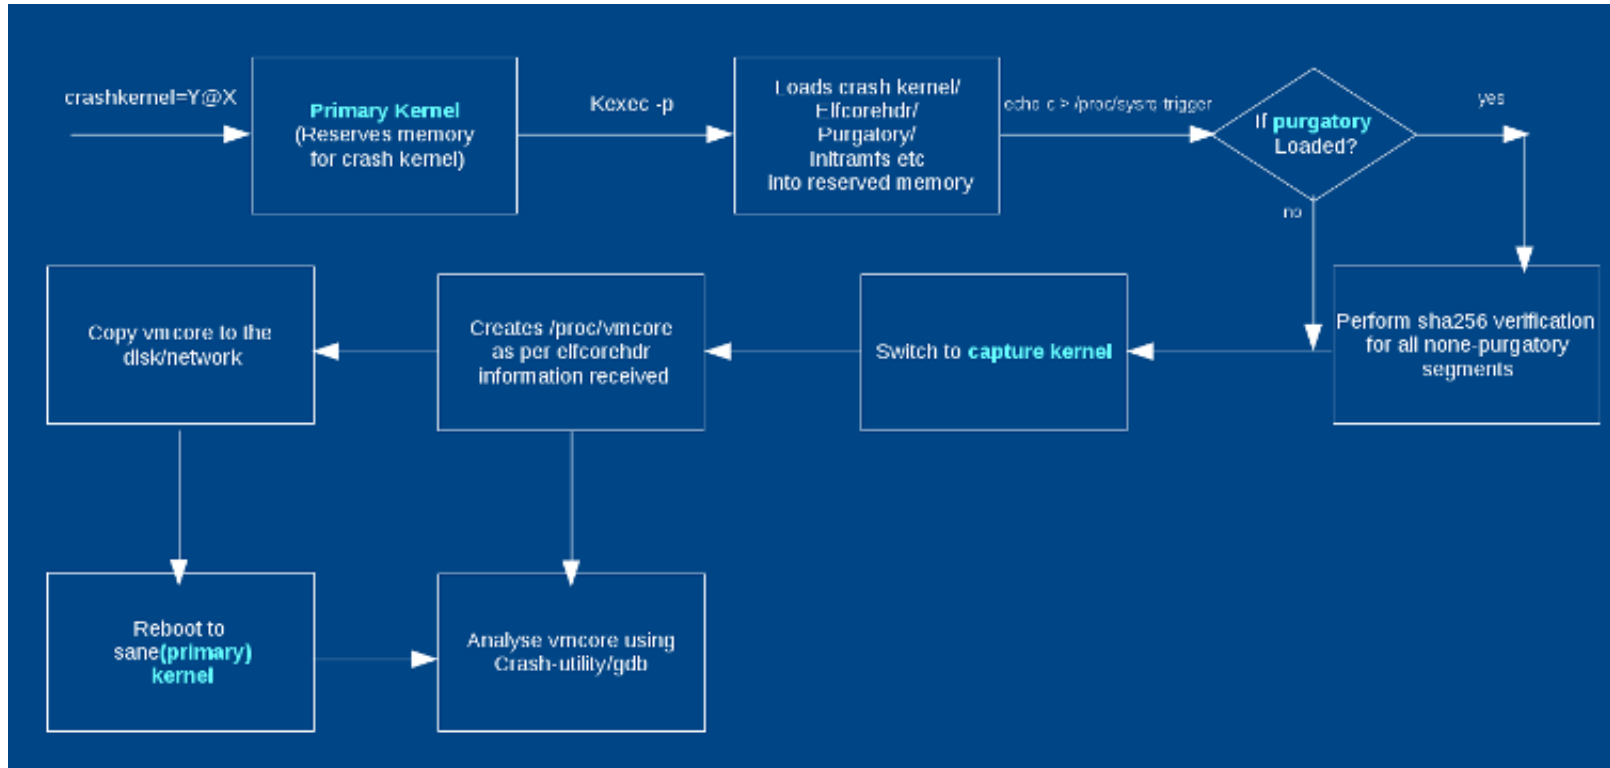 crashkernel=Y@X
Primary Kernel
(Reserves memory
for crash kernel)
Kexec -p
Loads crash kernel/
Elfcorehdr/
Purgatory/
Initramfs etc
Into reserved memory
echo c > /proc/sysrq-trigger
If purgatory
Loaded?
yes
no
Copy vmcore to the
disk/network
Creates /proc/vmcore
as per elfcorehdr
information received
Switch to capture kernel
Perform sha256 verification
for all none-purgatory
segments
Reboot to
sane(primary)
kernel
Analyse vmcore using
Crash-utility/gdb